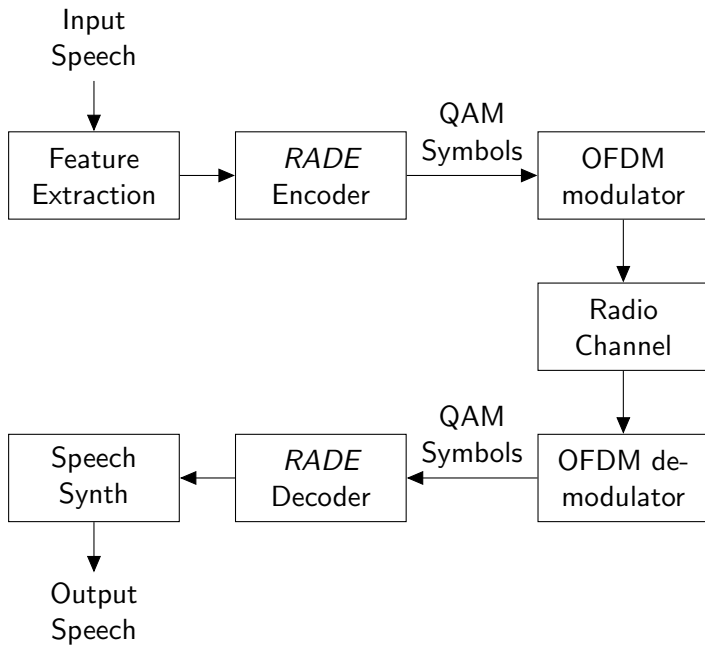 Input
Speech
Feature
Extraction
RADE
Encoder
QAM
Symbols
OFDM
modulator
Radio
Channel
OFDM de-
modulator
QAM
Symbols
RADE
Decoder
Speech
Synth
Output
Speech